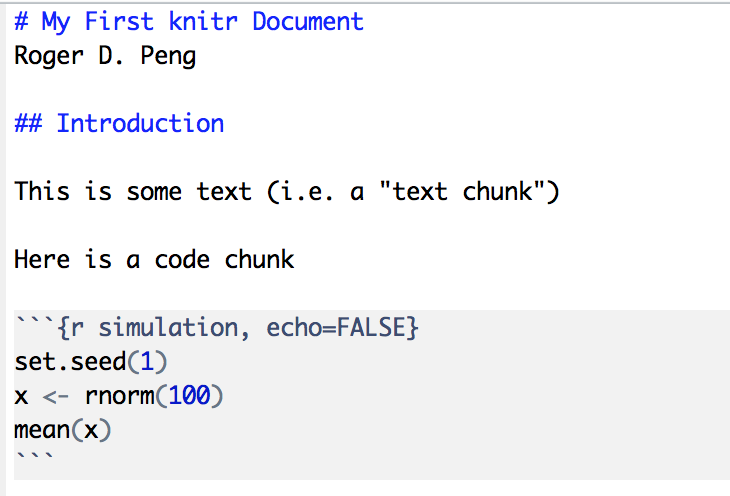 # My First knitr Document
Roger D. Peng
## Introduction
This is some text (i.e. a "text chunk")
Here is a code chunk
```{r simulation, echo=FALSE}
set.seed(1)
x <- rnorm(100)
mean(x)
```